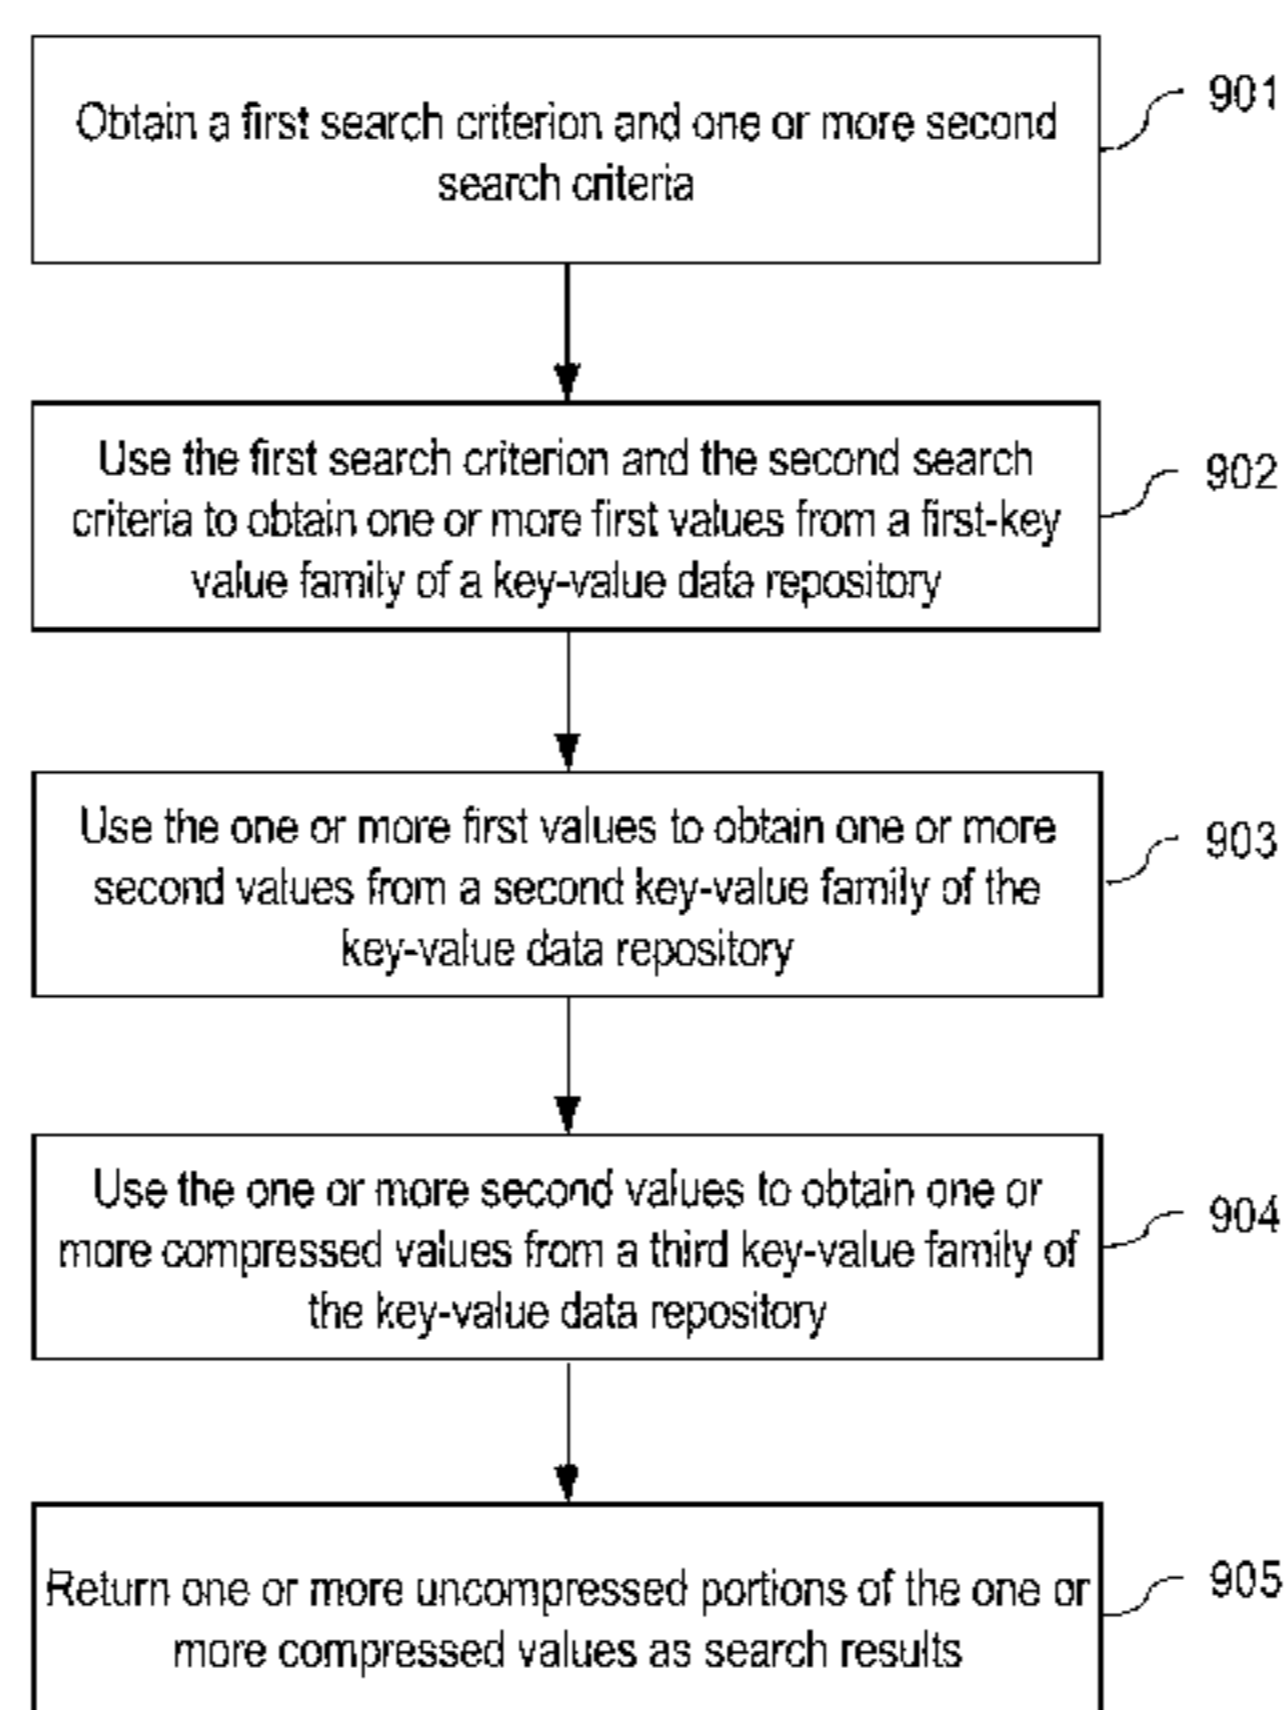 Obtain a first search criterion and one or more second
search criteria
901
Use the first search criterion and the second search
criteria to obtain one or more first values from a first-key
value family of a key-value data repository
902
Use the one or more first values to obtain one or more
second values from a second key-value family of the
key-value data repository
903
Use the one or more second values to obtain one or
more compressed values from a third key-value family of
the key-value data repository
904
Return one or more uncompressed portions of the one or
more compressed values as search results
905